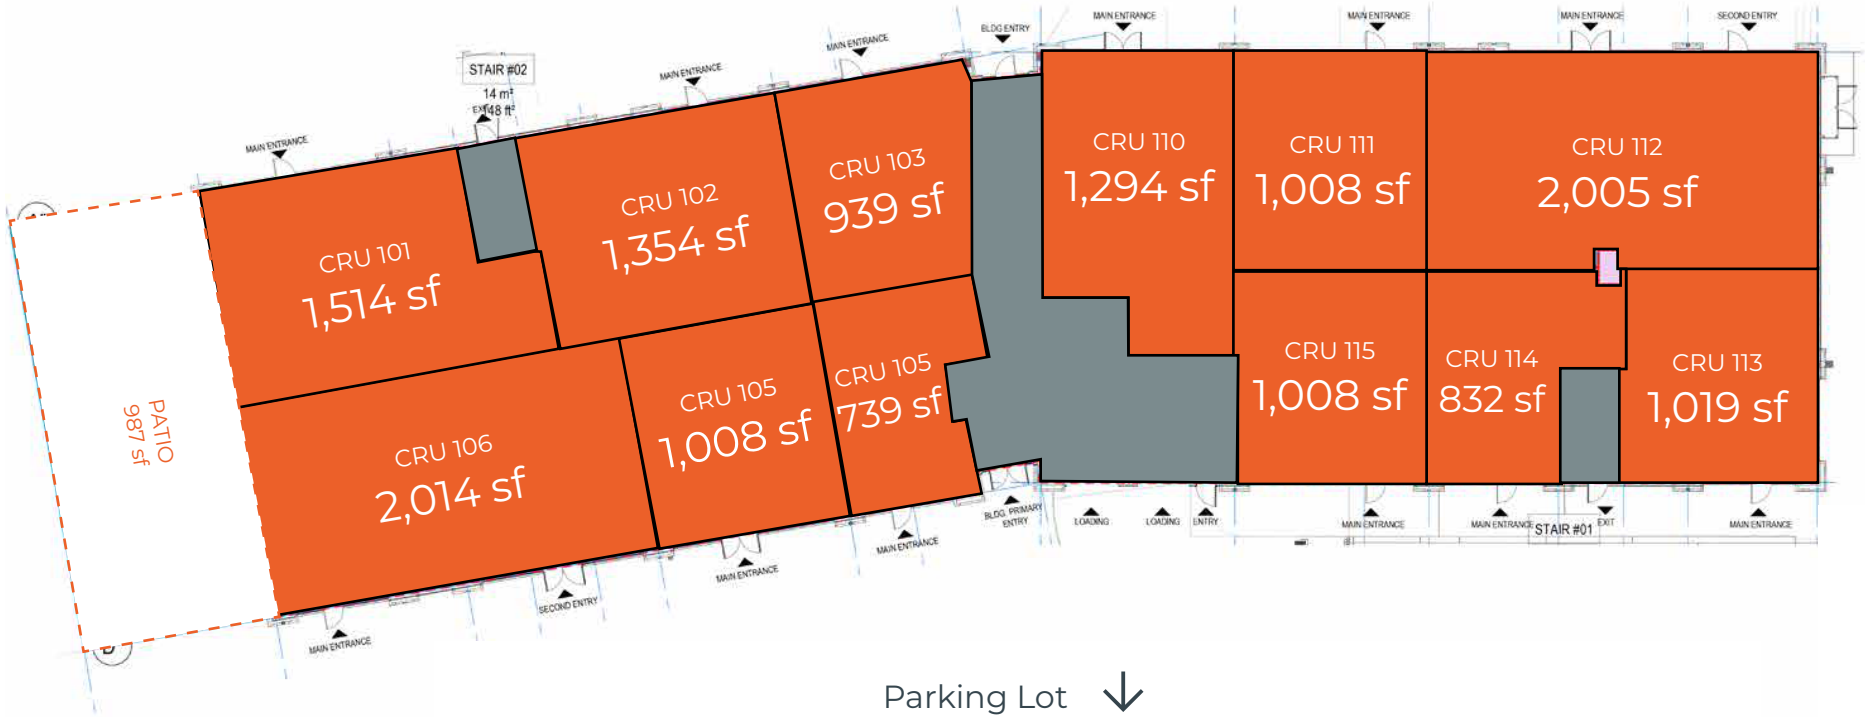 MAIN ENTRANCE
BLDG ENTRY
MAIN ENTRANCE
MAIN ENTRANCE
MAIN ENTRANCE
SECOND ENTRY
STAIR #02
14 m²
148 ft²
EXIT
MAIN ENTRANCE
MAIN ENTRANCE
CRU 101
1,514 sf
CRU 102
1,354 sf
CRU 103
939 sf
CRU 110
1,294 sf
CRU 111
1,008 sf
CRU 112
2,005 sf
PATIO
987 sf
CRU 106
2,014 sf
CRU 105
1,008 sf
CRU 105
739 sf
CRU 115
1,008 sf
CRU 114
832 sf
CRU 113
1,019 sf
MAIN ENTRANCE
SECOND ENTRY
MAIN ENTRANCE
MAIN ENTRANCE
BLDG. PRIMARY
ENTRY
LOADING
LOADING
ENTRY
MAIN ENTRANCE
MAIN ENTRANCE
STAIR #01
EXIT
MAIN ENTRANCE
Parking Lot